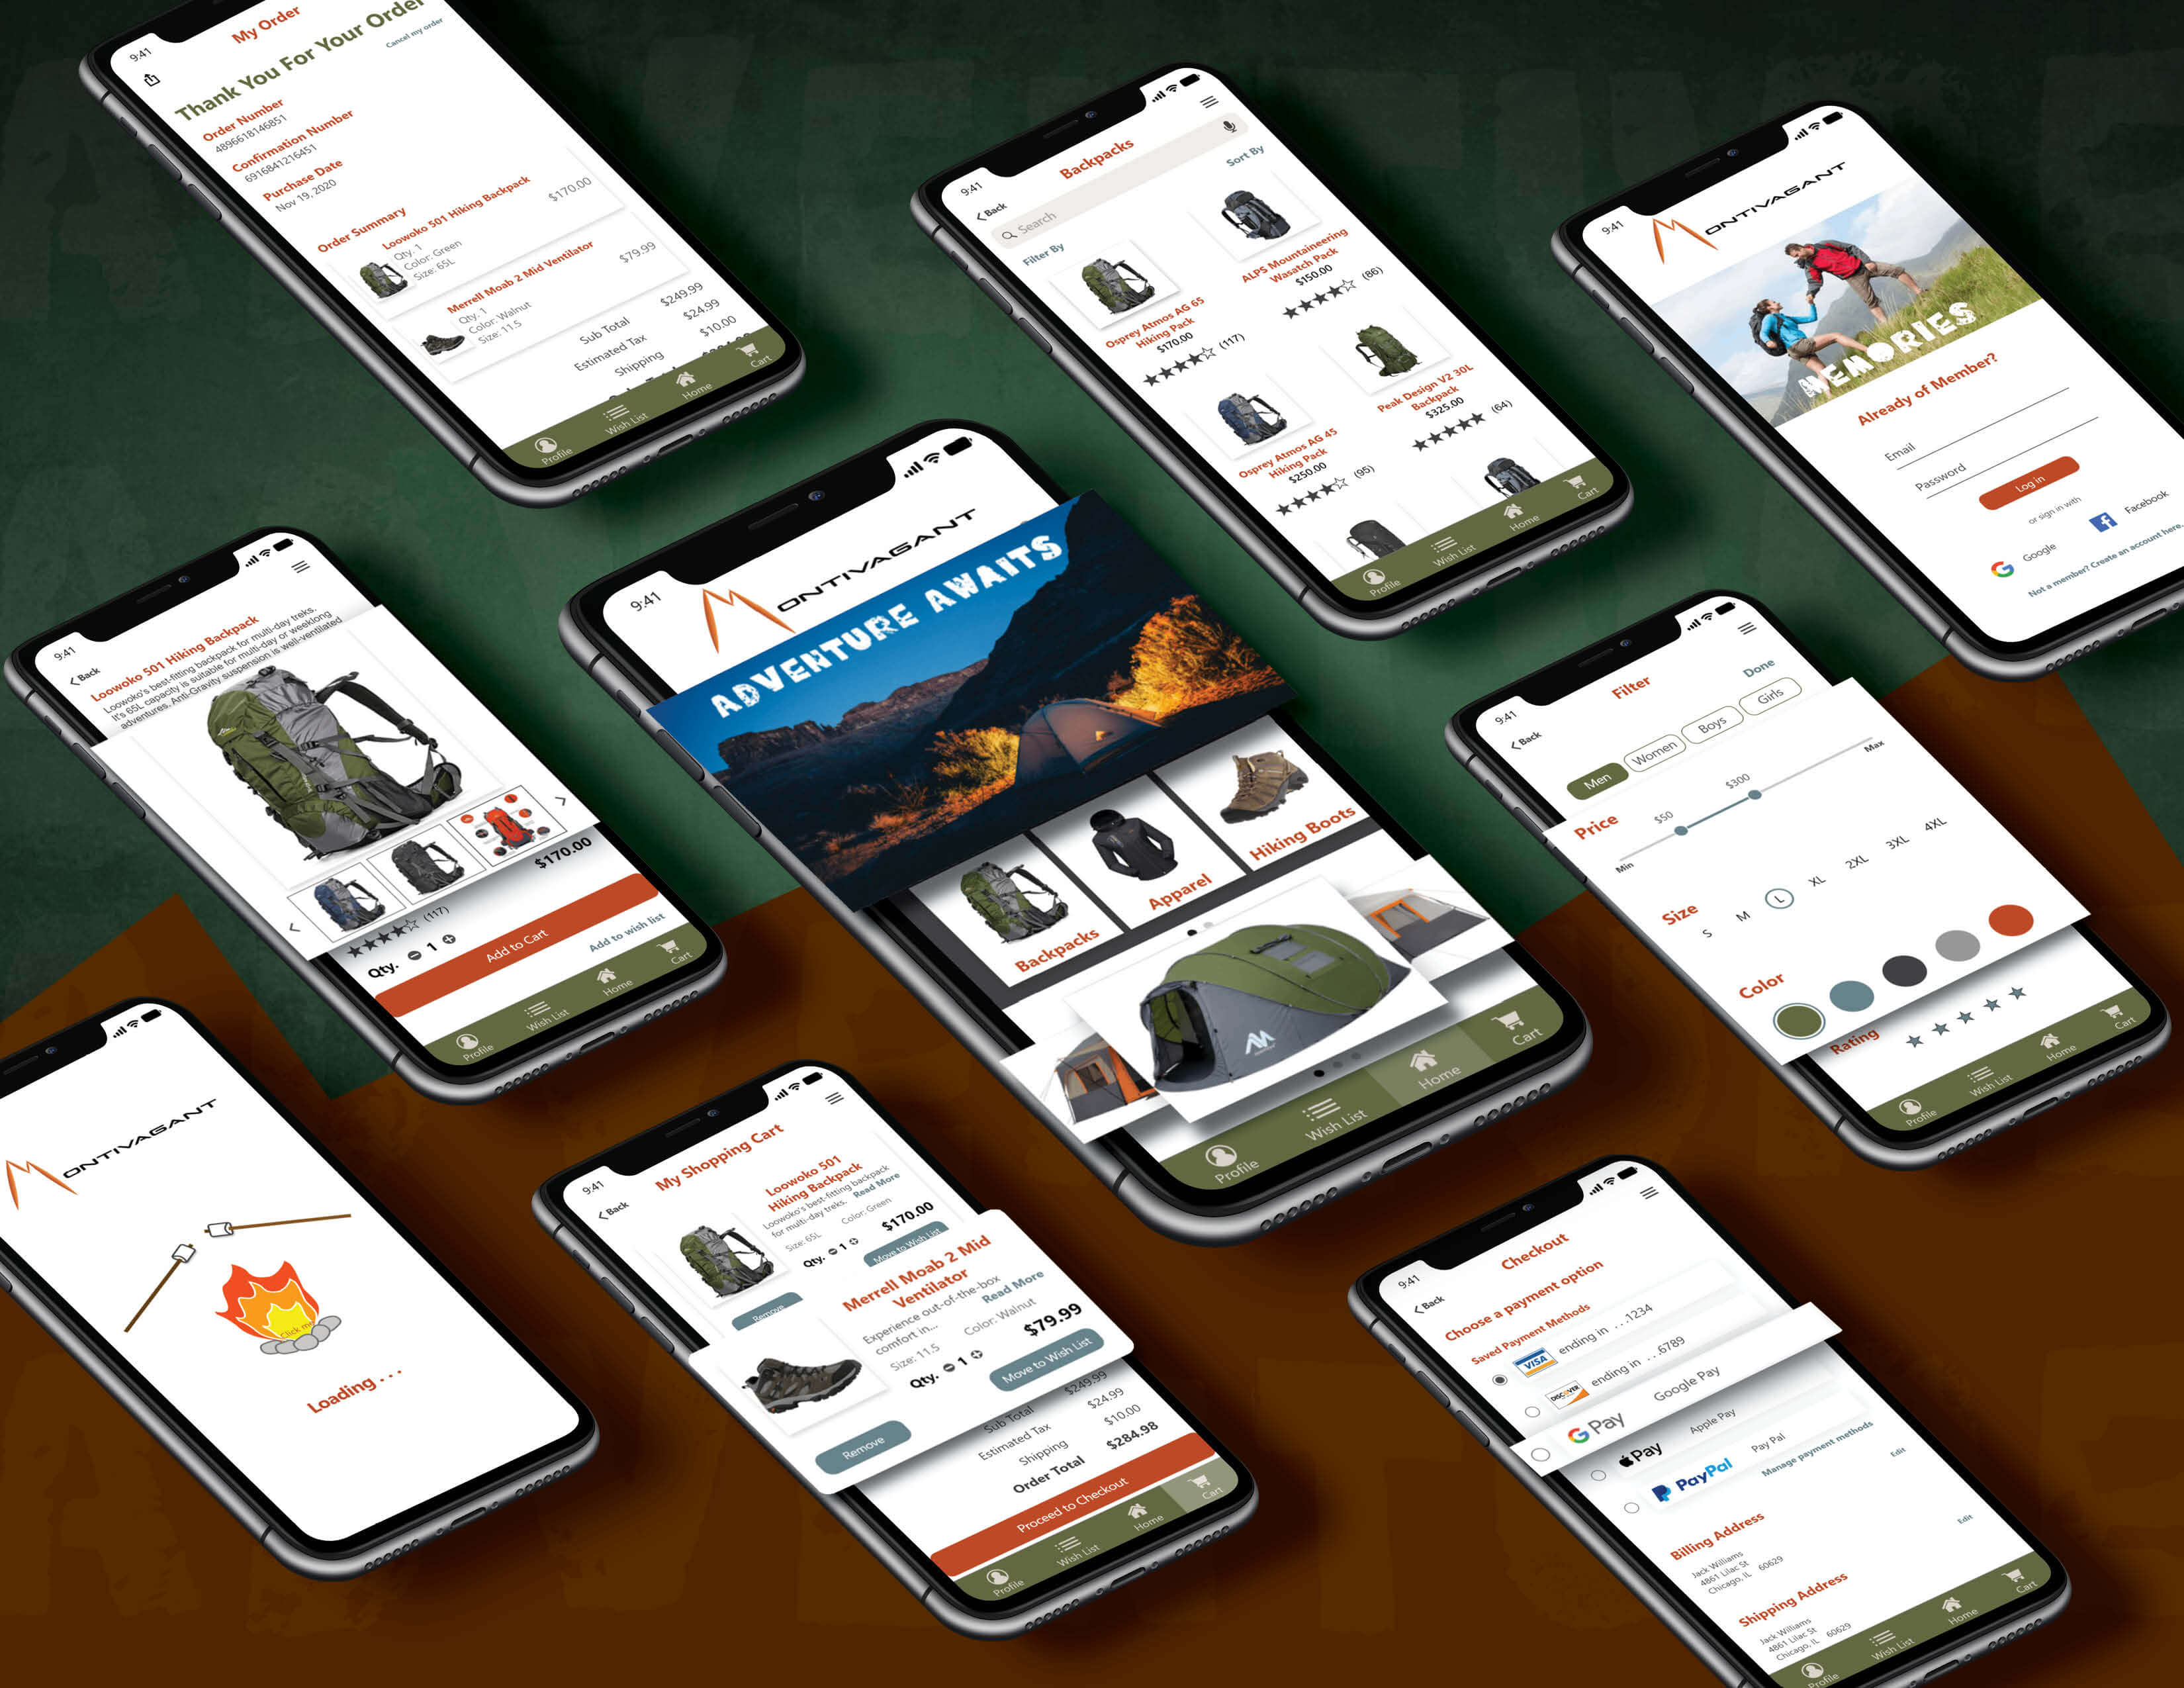 9:41
My Order
Thank You For Your Order
Cancel my order
Order Number
4896618146851
Confirmation Number
6916841216451
Purchase Date
Nov 19, 2020
Order Summary
Loowoko 501 Hiking Backpack
$170.00
Qty. 1
Color: Green
Size: 65L
Merrell Moab 2 Mid Ventilator
$79.99
Qty. 1
Color: Walnut
Size: 11.5
Sub Total
$249.99
Estimated Tax
$24.99
Shipping
$10.00
Profile
Wish List
Home
Cart
9:41
Back
Backpacks
Search
Filter By
Sort By
Osprey Atmos AG 65
Hiking Pack
$170.00
(117)
ALPS Mountaineering
Wasatch Pack
$150.00
(86)
Osprey Atmos AG 45
Hiking Pack
$250.00
(95)
Peak Design V2 30L
Backpack
$325.00
(64)
Profile
Wish List
Home
Cart
9:41
MONTIVAGANT
MEMORIES
Already of Member?
Email
Password
Log in
or sign in with
Google
Facebook
Not a member? Create an account here.
9:41
Back
Loowoko 501 Hiking Backpack
Loowoko's best-fitting backpack for multi-day treks.
It's 65L capacity is suitable for multi-day or weeklong
adventures. Anti-Gravity suspension is well-ventilated
$170.00
(117)
Qty.
1
Add to Cart
Add to wish list
Profile
Wish List
Home
Cart
9:41
MONTIVAGANT
ADVENTURE AWAITS
Backpacks
Apparel
Hiking Boots
Profile
Wish List
Home
Cart
9:41
Back
Filter
Done
Men
Women
Boys
Girls
Price
$50
$300
Min
Max
Size
S
M
L
XL
2XL
3XL
4XL
Color
Rating
Profile
Wish List
Home
Cart
MONTIVAGANT
Click me
Loading . . .
9:41
Back
My Shopping Cart
Loowoko 501
Hiking Backpack
Loowoko's best-fitting backpack
for multi-day treks. Read More
Size: 65L
Color: Green
Qty. 1
$170.00
Remove
Move to Wish List
Merrell Moab 2 Mid
Ventilator
Experience out-of-the-box
comfort in... Read More
Size: 11.5
Color: Walnut
Qty. 1
$79.99
Remove
Move to Wish List
Sub Total
$249.99
Estimated Tax
$24.99
Shipping
$10.00
Order Total
$284.98
Proceed to Checkout
Profile
Wish List
Home
Cart
9:41
Back
Checkout
Choose a payment option
Saved Payment Methods
VISA
ending in . . .1234
DISCOVER
ending in . . .6789
G Pay
Google Pay
Pay
Apple Pay
PayPal
Pay Pal
Manage payment methods
Edit
Billing Address
Jack Williams
4861 Lilac St
Chicago, IL 60629
Edit
Shipping Address
Jack Williams
4861 Lilac St
Chicago, IL 60629
Profile
Wish List
Home
Cart